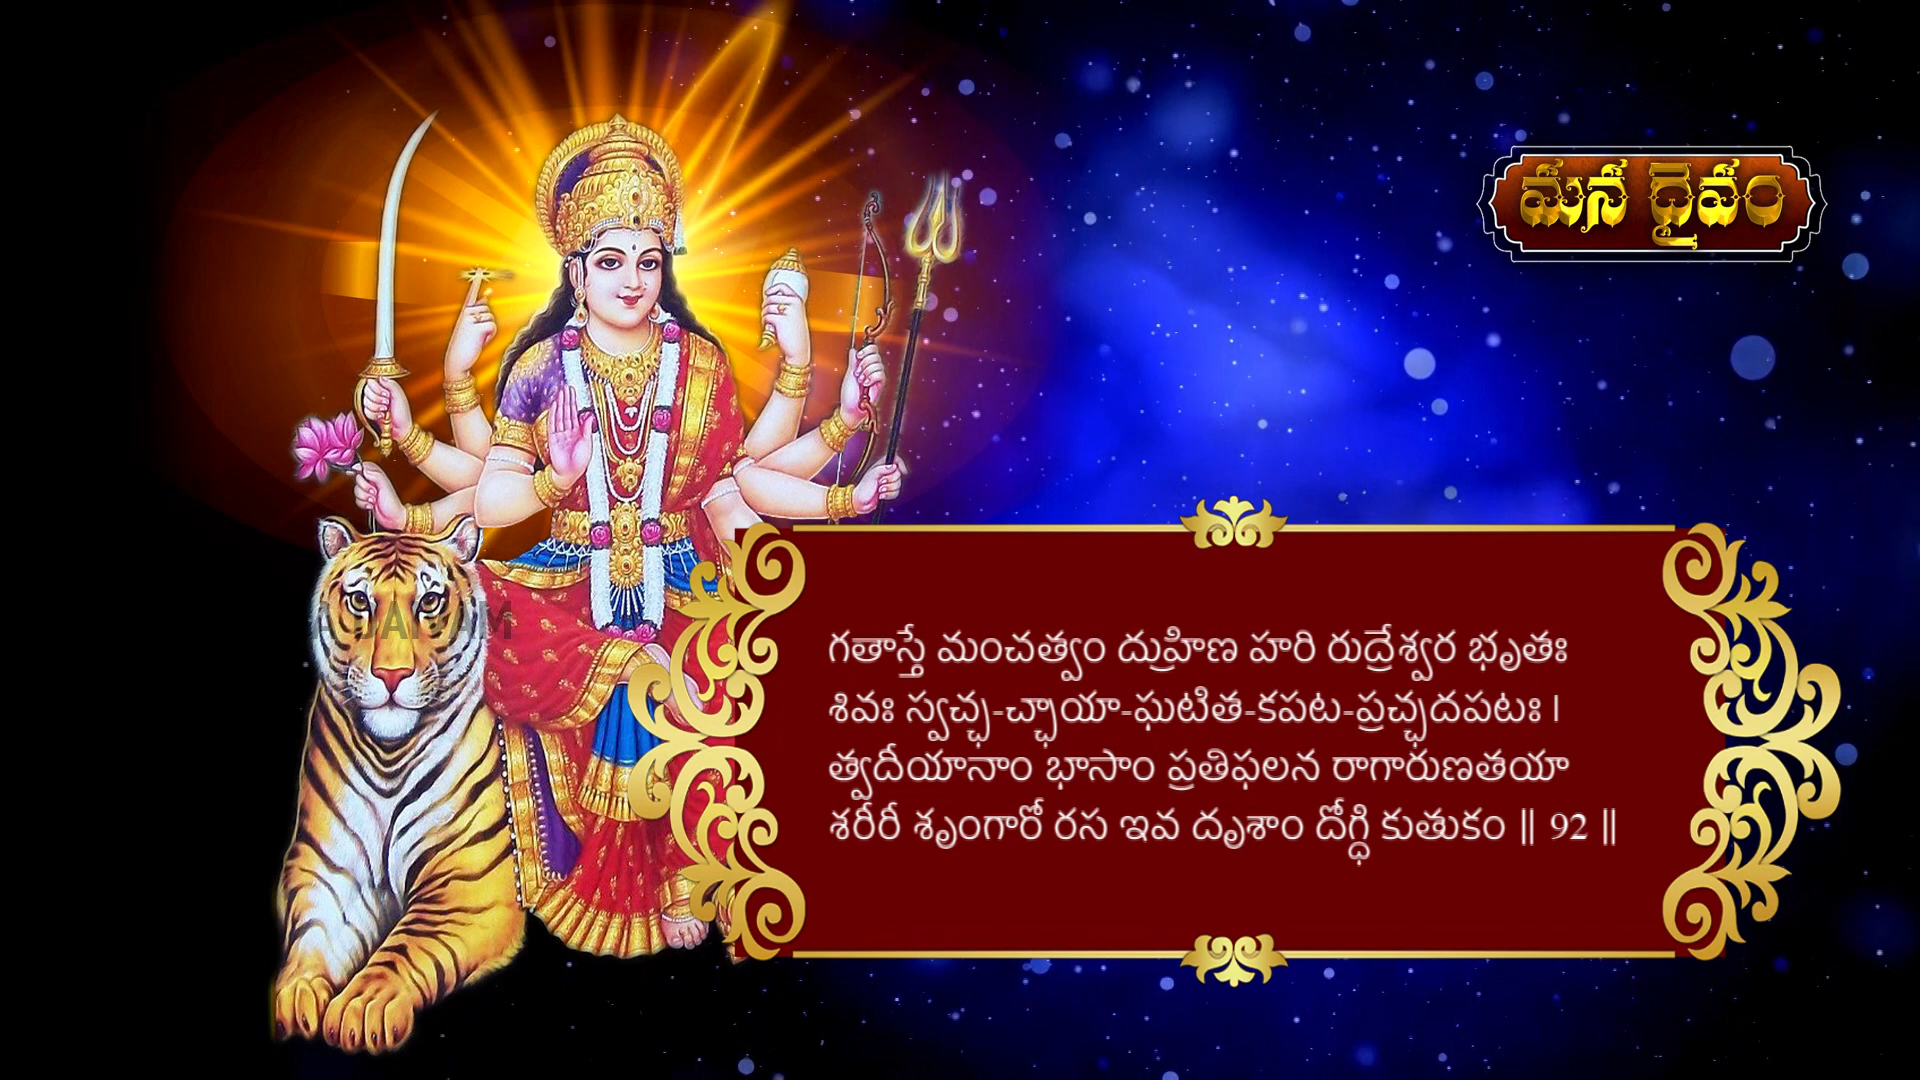 మన దైవం
గతాస్తే మంచత్వం ద్రుహిణ హరి రుద్రేశ్వర భృతః
శివః స్వచ్ఛ-చ్ఛాయా-ఘటిత-కపట-ప్రచ్ఛదపటః |
త్వదీయానాం భాసాం ప్రతిఫలన రాగారుణతయా
శరీరీ శృంగారో రస ఇవ దృశాం దోగ్ధి కుతుకం || 92 ||